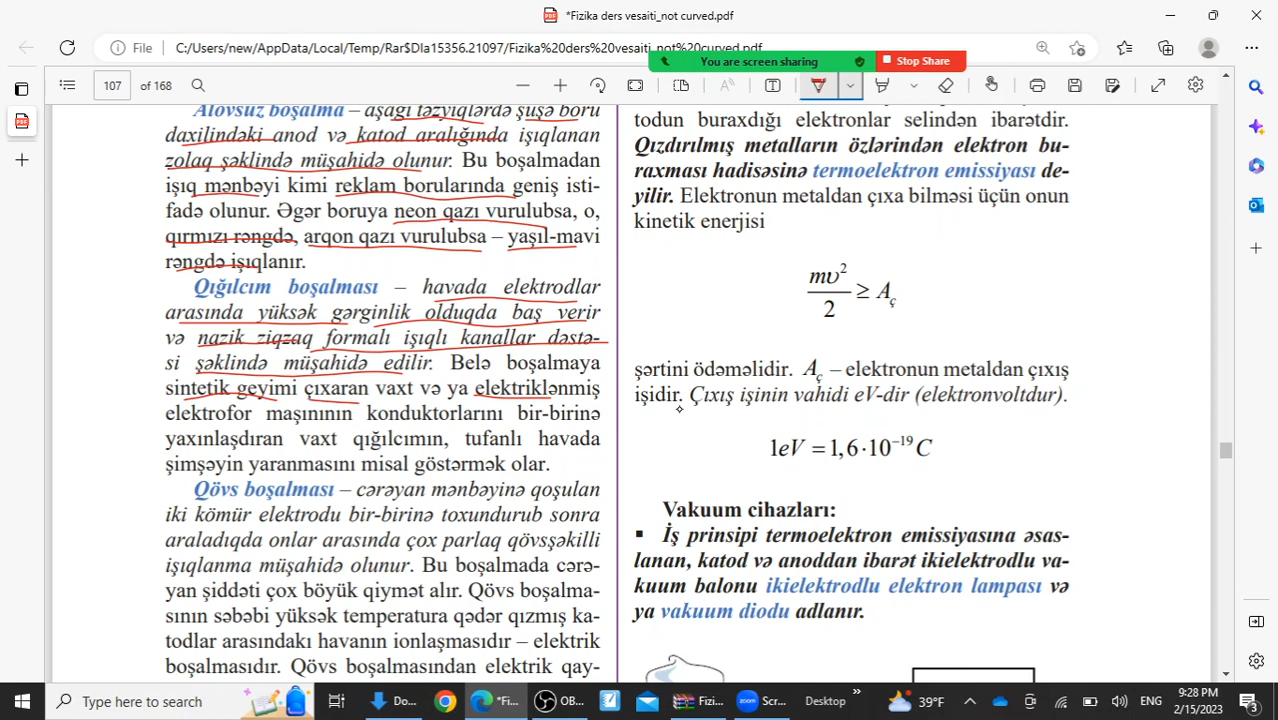 *Fizika ders vesaiti_not curved.pdf
File
C:/Users/new/AppData/Local/Temp/Rar$DIa15356.21097/Fizika%20ders%20vesaiti_not%20curved.pdf
You are screen sharing
Stop Share
107 of 168
Alovsuz boşalma – aşağı təzyiqlərdə şüşə boru
daxilindəki anod və katod aralığında işıqlanan
zolaq şəklində müşahidə olunur. Bu boşalmadan
işıq mənbəyi kimi reklam borularında geniş isti-
fadə olunur. Əgər boruya neon qazı vurulubsa, o,
qırmızı rəngdə, arqon qazı vurulubsa – yaşıl-mavi
rəngdə işıqlanır.
Qığılcım boşalması – havada elektrodlar
arasında yüksək gərginlik olduqda baş verir
və nazik ziqzaq formalı işıqlı kanallar dəstə-
si şəklində müşahidə edilir. Belə boşalmaya
sintetik geyimi çıxaran vaxt və ya elektriklənmiş
elektrofor maşınının konduktorlarını bir-birinə
yaxınlaşdıran vaxt qığılcımın, tufanlı havada
şimşəyin yaranmasını misal göstərmək olar.
Qövs boşalması – cərəyan mənbəyinə qoşulan
iki kömür elektrodu bir-birinə toxundurub sonra
araladıqda onlar arasında çox parlaq qövsşəkilli
işıqlanma müşahidə olunur. Bu boşalmada cərə-
yan şiddəti çox böyük qiymət alır. Qövs boşalma-
sının səbəbi yüksək temperatura qədər qızmış ka-
todlar arasındakı havanın ionlaşmasıdır – elektrik
boşalmasıdır. Qövs boşalmasından elektrik qay-
todun buraxdığı elektronlar selindən ibarətdir.
Qızdırılmış metalların özlərindən elektron bu-
raxması hadisəsinə termoelektron emissiyası de-
yilir. Elektronun metaldan çıxa bilməsi üçün onun
kinetik enerjisi
mυ²/2 ≥ Aç
şərtini ödəməlidir. Aç – elektronun metaldan çıxış
işidir. Çıxış işinin vahidi eV-dir (elektronvoltdur).
1eV = 1,6·10⁻¹⁹ C
Vakuum cihazları:
▪ İş prinsipi termoelektron emissiyasına əsas-
lanan, katod və anoddan ibarət ikielektrodlu va-
kuum balonu ikielektrodlu elektron lampası və
ya vakuum diodu adlanır.
Type here to search
Do...
*Fi...
OB...
Fizi...
Scr...
Desktop
39°F
ENG
9:28 PM
2/15/2023